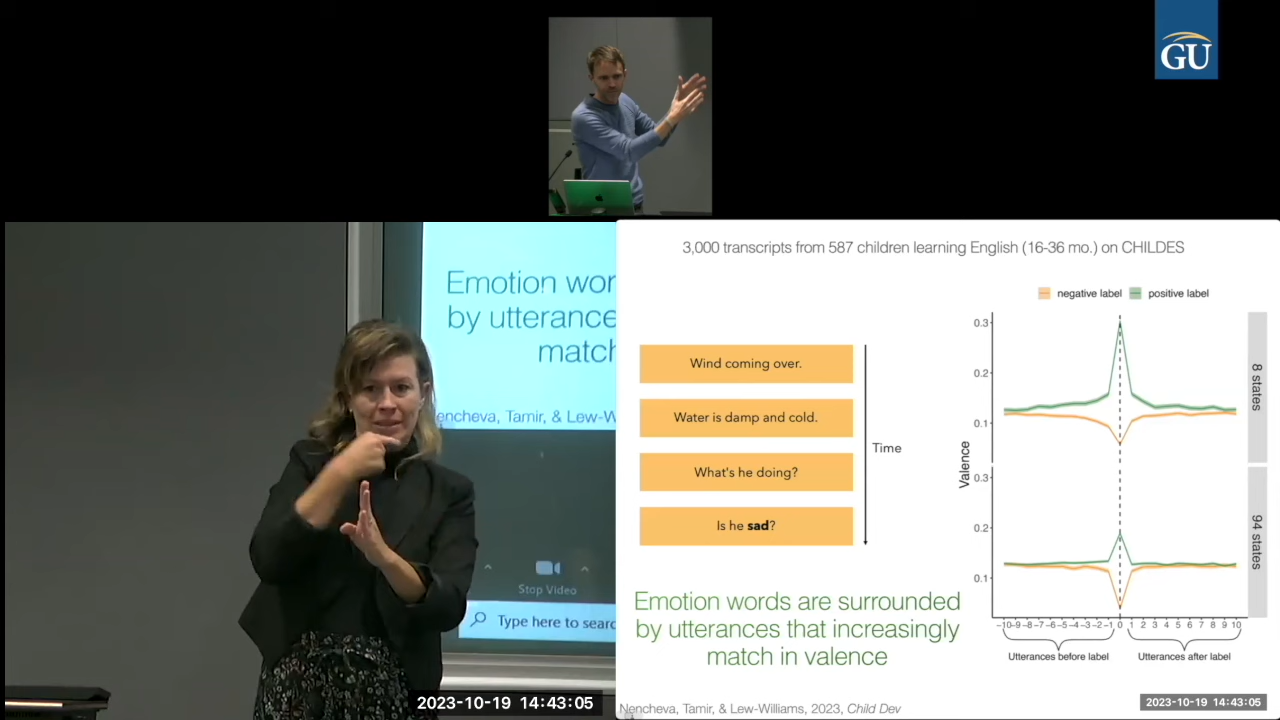 GU
3,000 transcripts from 587 children learning English (16-36 mo.) on CHILDES
negative label positive label
Wind coming over.
Water is damp and cold.
What's he doing?
Is he sad?
Time
Valence
0.3
0.2
0.1
8 states
0.3
0.2
0.1
94 states
−10−9−8−7−6−5−4−3−2−1 0 1 2 3 4 5 6 7 8 9 10
Utterances before label
Utterances after label
Emotion words are surrounded
by utterances that increasingly
match in valence
Nencheva, Tamir, & Lew-Williams, 2023, Child Dev
2023-10-19 14:43:05
Emotion wor
by utterance
match
encheva, Tamir, & Lew-W
Stop Video
Type here to searc
2023-10-19 14:43:05